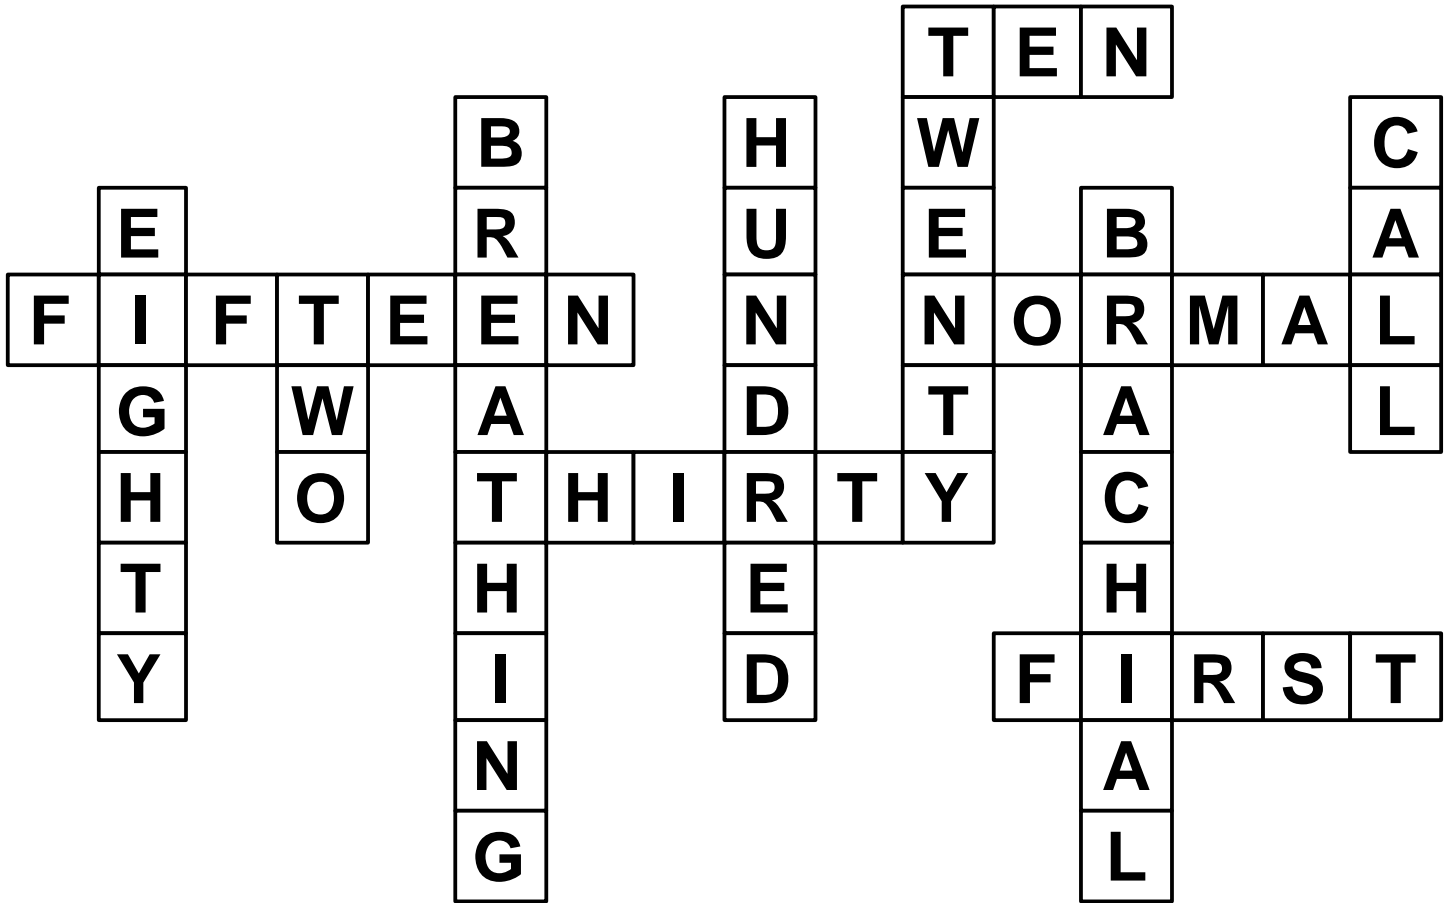 TEN
B H W C
E R U E B A
FIFTEEN N NORMAL
G W A D T A L
H O THIRTY C
T H E H
Y I D FIRST
N A
G L